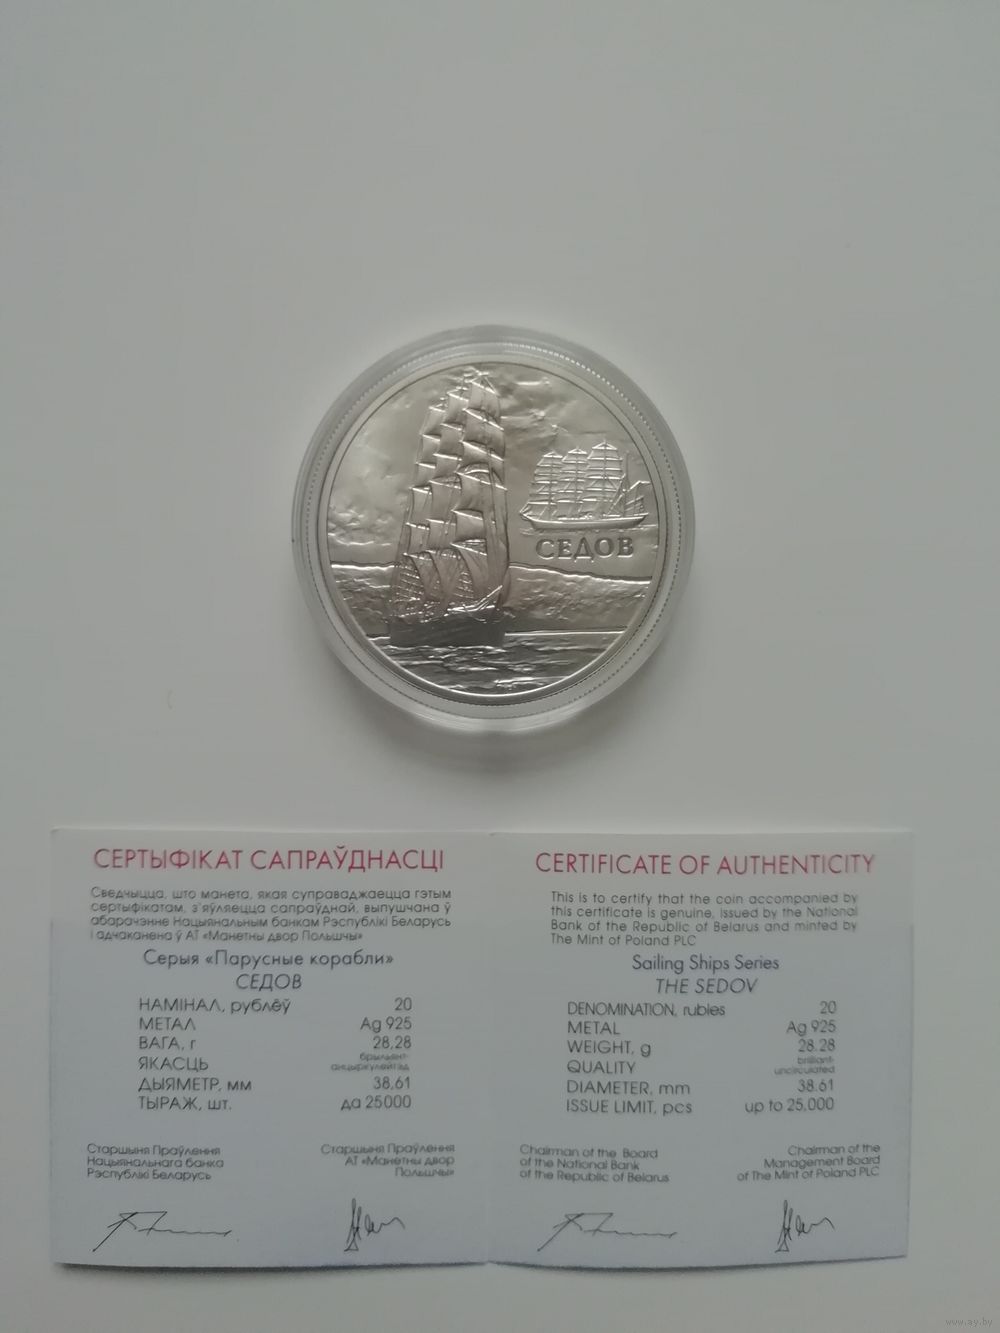 СЕДОВ
СЕРТЫФІКАТ САПРАЎДНАСЦІ
Сведчыцца, што манета, якая суправаджаецца гэтым
сертыфікатам, з'яўляецца сапраўднай, выпушчана ў
абарачэнне Нацыянальным банкам Рэспублікі Беларусь
і адчаканена ў АТ «Манетны двор Польшчы»
Серыя «Парусные корабли»
СЕДОВ
НАМІНАЛ, рублёў 20
МЕТАЛ Ag 925
ВАГА, г 28,28
ЯКАСЦЬ брыльянт-
анцыркулейтэд
ДЫЯМЕТР, мм 38,61
ТЫРАЖ, шт. да 25000
Старшыня Праўлення
Нацыянальнага банка
Рэспублікі Беларусь
Старшыня Праўлення
АТ «Манетны двор
Польшчы»
CERTIFICATE OF AUTHENTICITY
This is to certify that the coin accompanied by
this certificate is genuine, issued by the National
Bank of the Republic of Belarus and minted by
The Mint of Poland PLC
Sailing Ships Series
THE SEDOV
DENOMINATION, rubles 20
METAL Ag 925
WEIGHT, g 28.28
QUALITY brilliant-
uncirculated
DIAMETER, mm 38.61
ISSUE LIMIT, pcs up to 25.000
Chairman of the Board
of the National Bank
of the Republic of Belarus
Chairman of the
Management Board
of The Mint of Poland PLC
www.ay.by